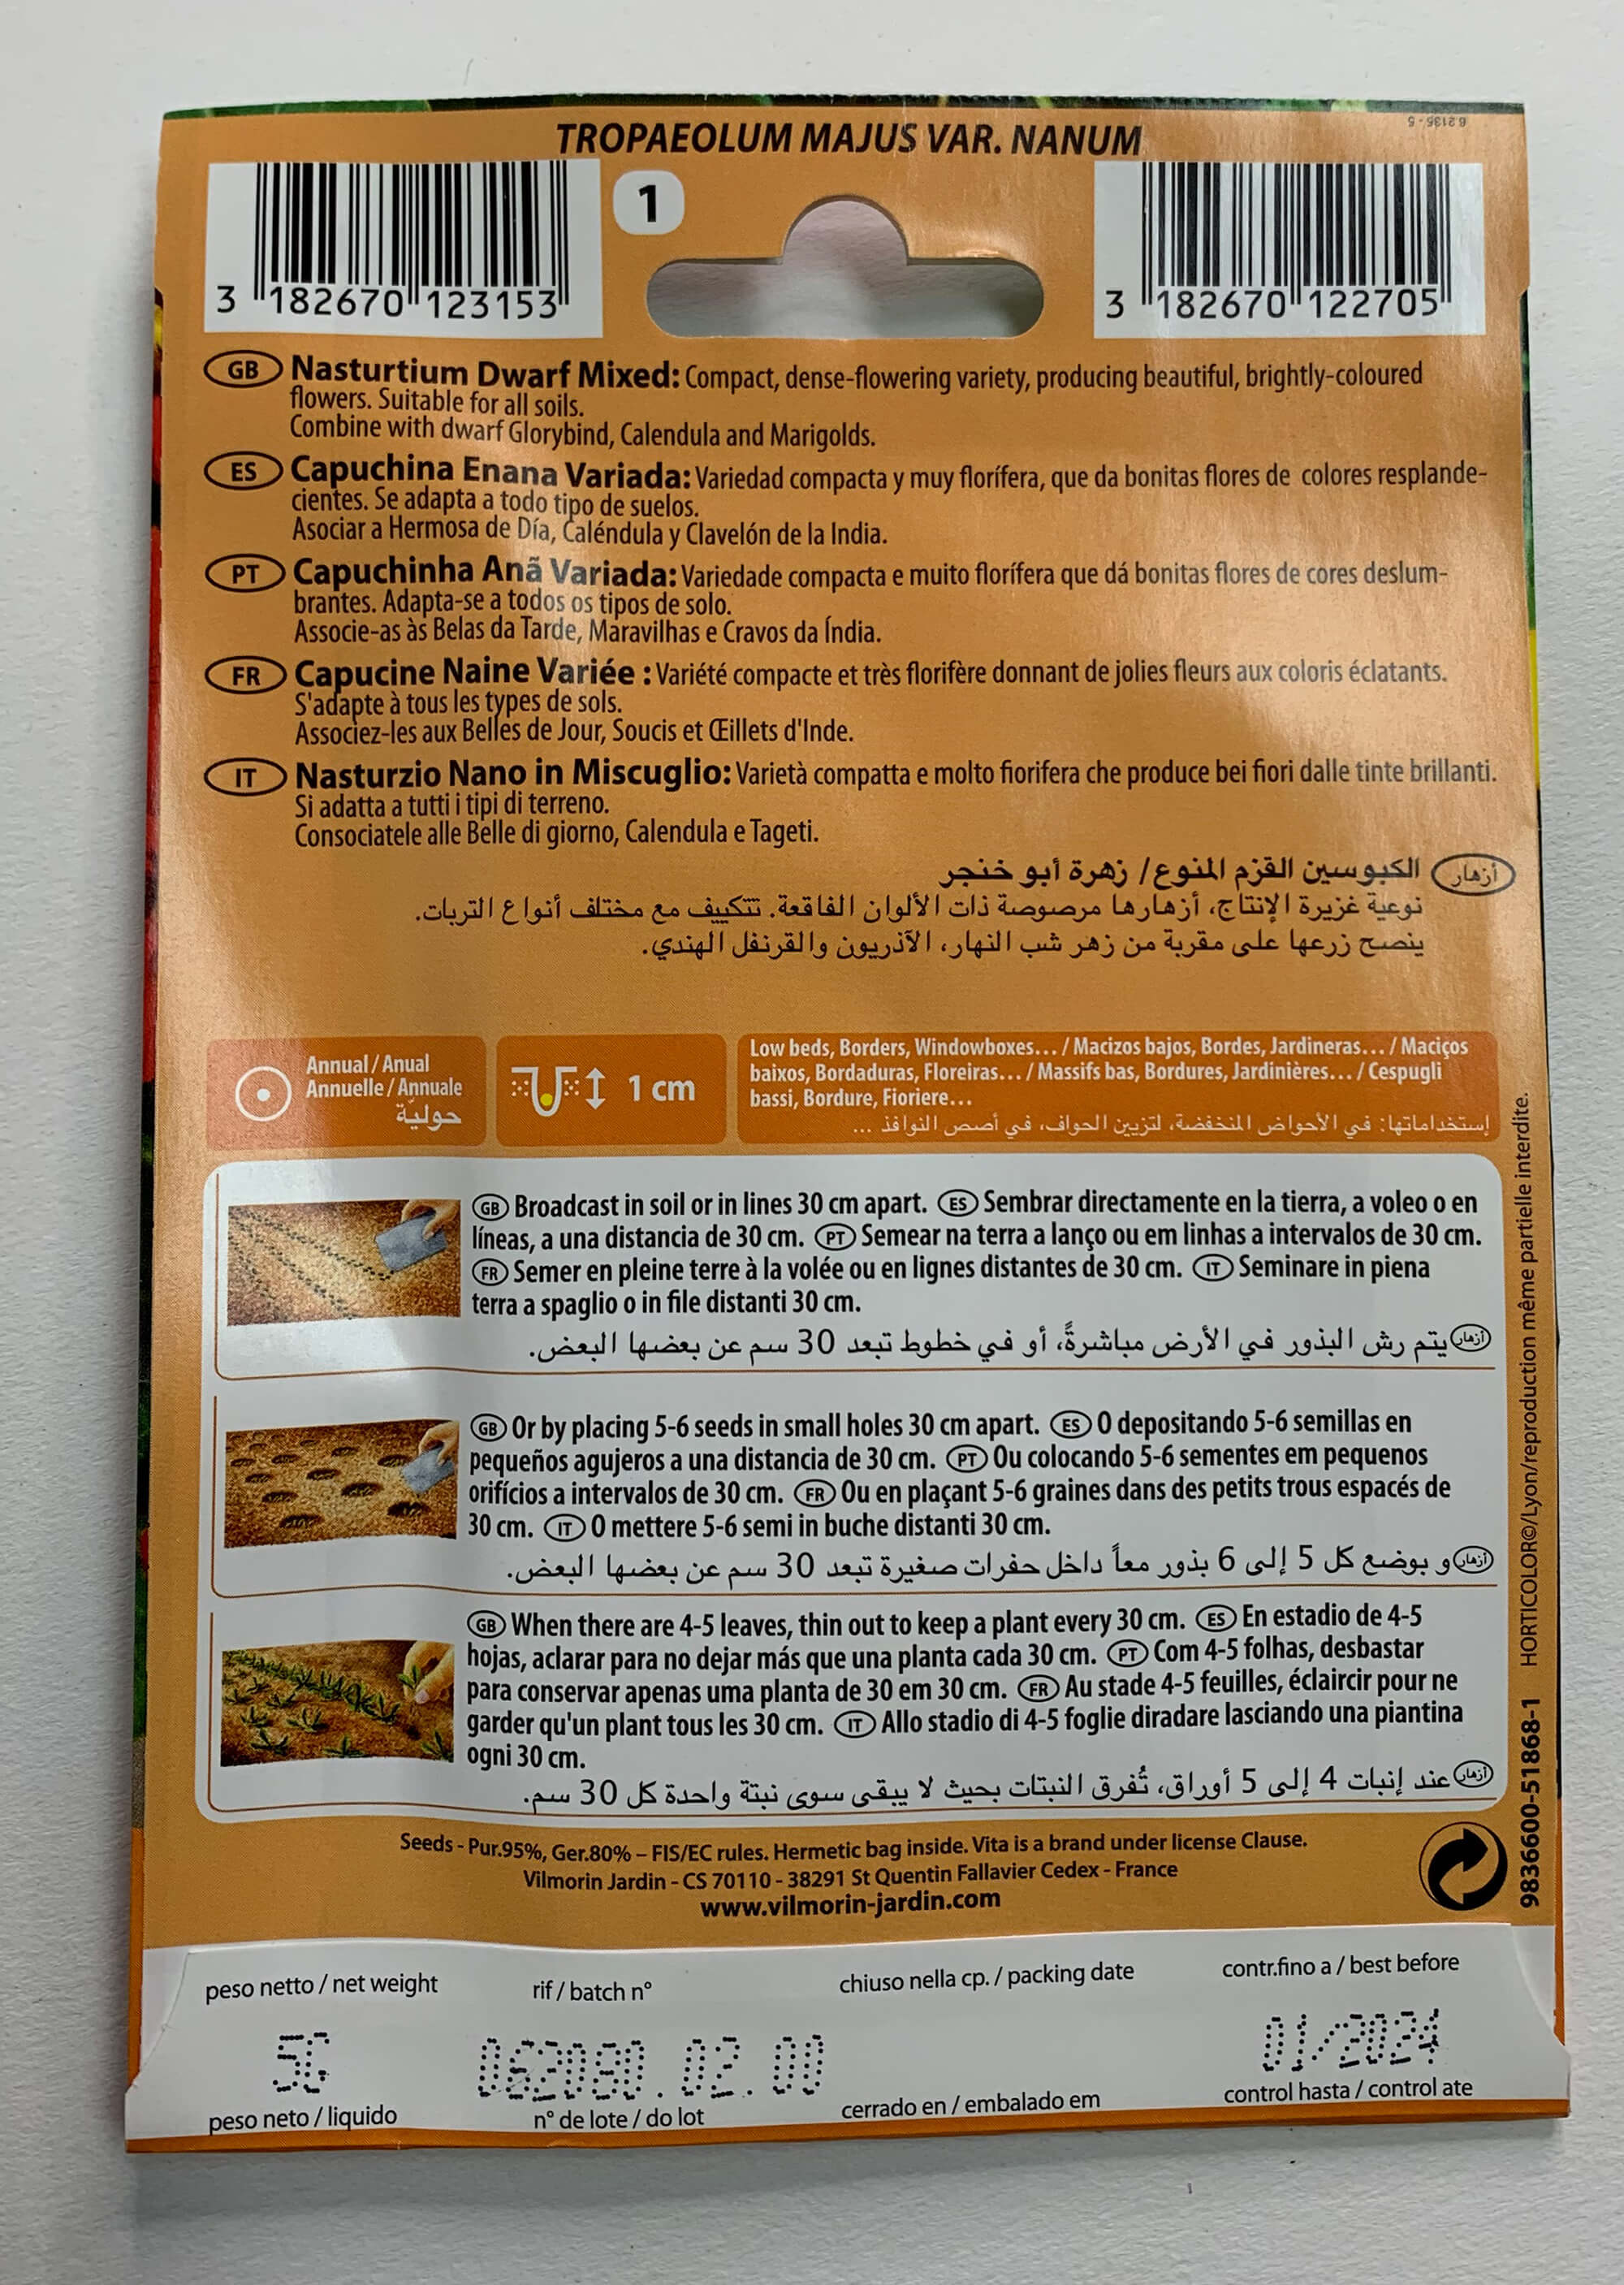 6 2135 - 5
TROPAEOLUM MAJUS VAR. NANUM
3 182670 123153
1
3 182670 122705
GB Nasturtium Dwarf Mixed: Compact, dense-flowering variety, producing beautiful, brightly-coloured
flowers. Suitable for all soils.
Combine with dwarf Glorybind, Calendula and Marigolds.
ES Capuchina Enana Variada: Variedad compacta y muy florífera, que da bonitas flores de colores resplande-
cientes. Se adapta a todo tipo de suelos.
Asociar a Hermosa de Día, Caléndula y Clavelón de la India.
PT Capuchinha Anã Variada: Variedade compacta e muito florífera que dá bonitas flores de cores deslum-
brantes. Adapta-se a todos os tipos de solo.
Associe-as às Belas da Tarde, Maravilhas e Cravos da Índia.
FR Capucine Naine Variée : Variété compacte et très florifère donnant de jolies fleurs aux coloris éclatants.
S'adapte à tous les types de sols.
Associez-les aux Belles de Jour, Soucis et Œillets d'Inde.
IT Nasturzio Nano in Miscuglio: Varietà compatta e molto fiorifera che produce bei fiori dalle tinte brillanti.
Si adatta a tutti i tipi di terreno.
Consociatele alle Belle di giorno, Calendula e Tageti.
أزهار الكبوسين القزم المنوع / زهرة أبو خنجر
نوعية غزيرة الإنتاج، أزهارها مرصوصة ذات الألوان الفاقعة. تتكييف مع مختلف أنواع التربات.
ينصح زرعها على مقربة من زهر شب النهار، الآذريون والقرنفل الهندي.
Annual / Anual
Annuelle / Annuale
حوليّة
1 cm
Low beds, Borders, Windowboxes... / Macizos bajos, Bordes, Jardineras... / Maciços
baixos, Bordaduras, Floreiras... / Massifs bas, Bordures, Jardinières... / Cespugli
bassi, Bordure, Fioriere...
إستخداماتها: في الأحواض المنخفضة، لتزيين الحواف، في أصص النوافذ ...
GB Broadcast in soil or in lines 30 cm apart. ES Sembrar directamente en la tierra, a voleo o en
líneas, a una distancia de 30 cm. PT Semear na terra a lanço ou em linhas a intervalos de 30 cm.
FR Semer en pleine terre à la volée ou en lignes distantes de 30 cm. IT Seminare in piena
terra a spaglio o in file distanti 30 cm.
أزهار يتم رش البذور في الأرض مباشرةً، أو في خطوط تبعد 30 سم عن بعضها البعض.
GB Or by placing 5-6 seeds in small holes 30 cm apart. ES O depositando 5-6 semillas en
pequeños agujeros a una distancia de 30 cm. PT Ou colocando 5-6 sementes em pequenos
orifícios a intervalos de 30 cm. FR Ou en plaçant 5-6 graines dans des petits trous espacés de
30 cm. IT O mettere 5-6 semi in buche distanti 30 cm.
أزهار و بوضع كل 5 إلى 6 بذور معاً داخل حفرات صغيرة تبعد 30 سم عن بعضها البعض.
GB When there are 4-5 leaves, thin out to keep a plant every 30 cm. ES En estadio de 4-5
hojas, aclarar para no dejar más que una planta cada 30 cm. PT Com 4-5 folhas, desbastar
para conservar apenas uma planta de 30 em 30 cm. FR Au stade 4-5 feuilles, éclaircir pour ne
garder qu'un plant tous les 30 cm. IT Allo stadio di 4-5 foglie diradare lasciando una piantina
ogni 30 cm.
أزهار عند إنبات 4 إلى 5 أوراق، تُفرق النبتات بحيث لا يبقى سوى نبتة واحدة كل 30 سم.
9836600-51868-1 HORTICOLOR©/Lyon/reproduction même partielle interdite.
Seeds - Pur.95%, Ger.80% – FIS/EC rules. Hermetic bag inside. Vita is a brand under license Clause.
Vilmorin Jardin - CS 70110 - 38291 St Quentin Fallavier Cedex - France
www.vilmorin-jardin.com
peso netto / net weight
rif / batch n°
chiuso nella cp. / packing date
contr.fino a / best before
5G
062080.02.00
01/2024
peso neto / liquido
n° de lote / do lot
cerrado en / embalado em
control hasta / control ate